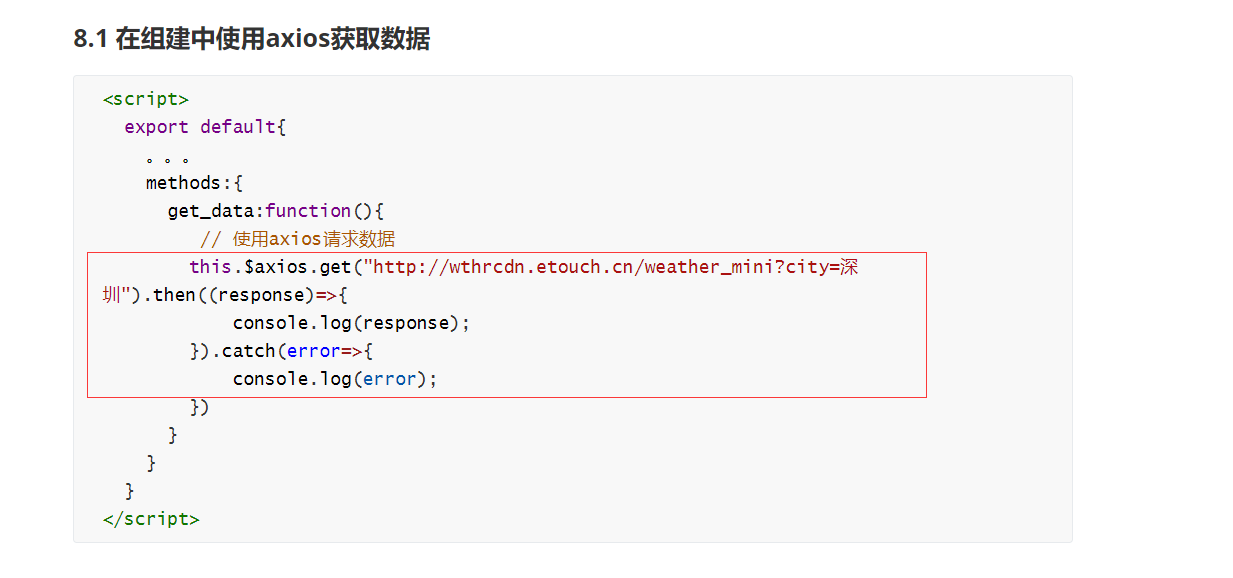 8.1 在组建中使用axios获取数据
<script>
export default{
。。。
methods:{
get_data:function(){
// 使用axios请求数据
this.$axios.get("http://wthrcdn.etouch.cn/weather_mini?city=深
圳").then((response)=>{
console.log(response);
}).catch(error=>{
console.log(error);
})
}
}
}
</script>